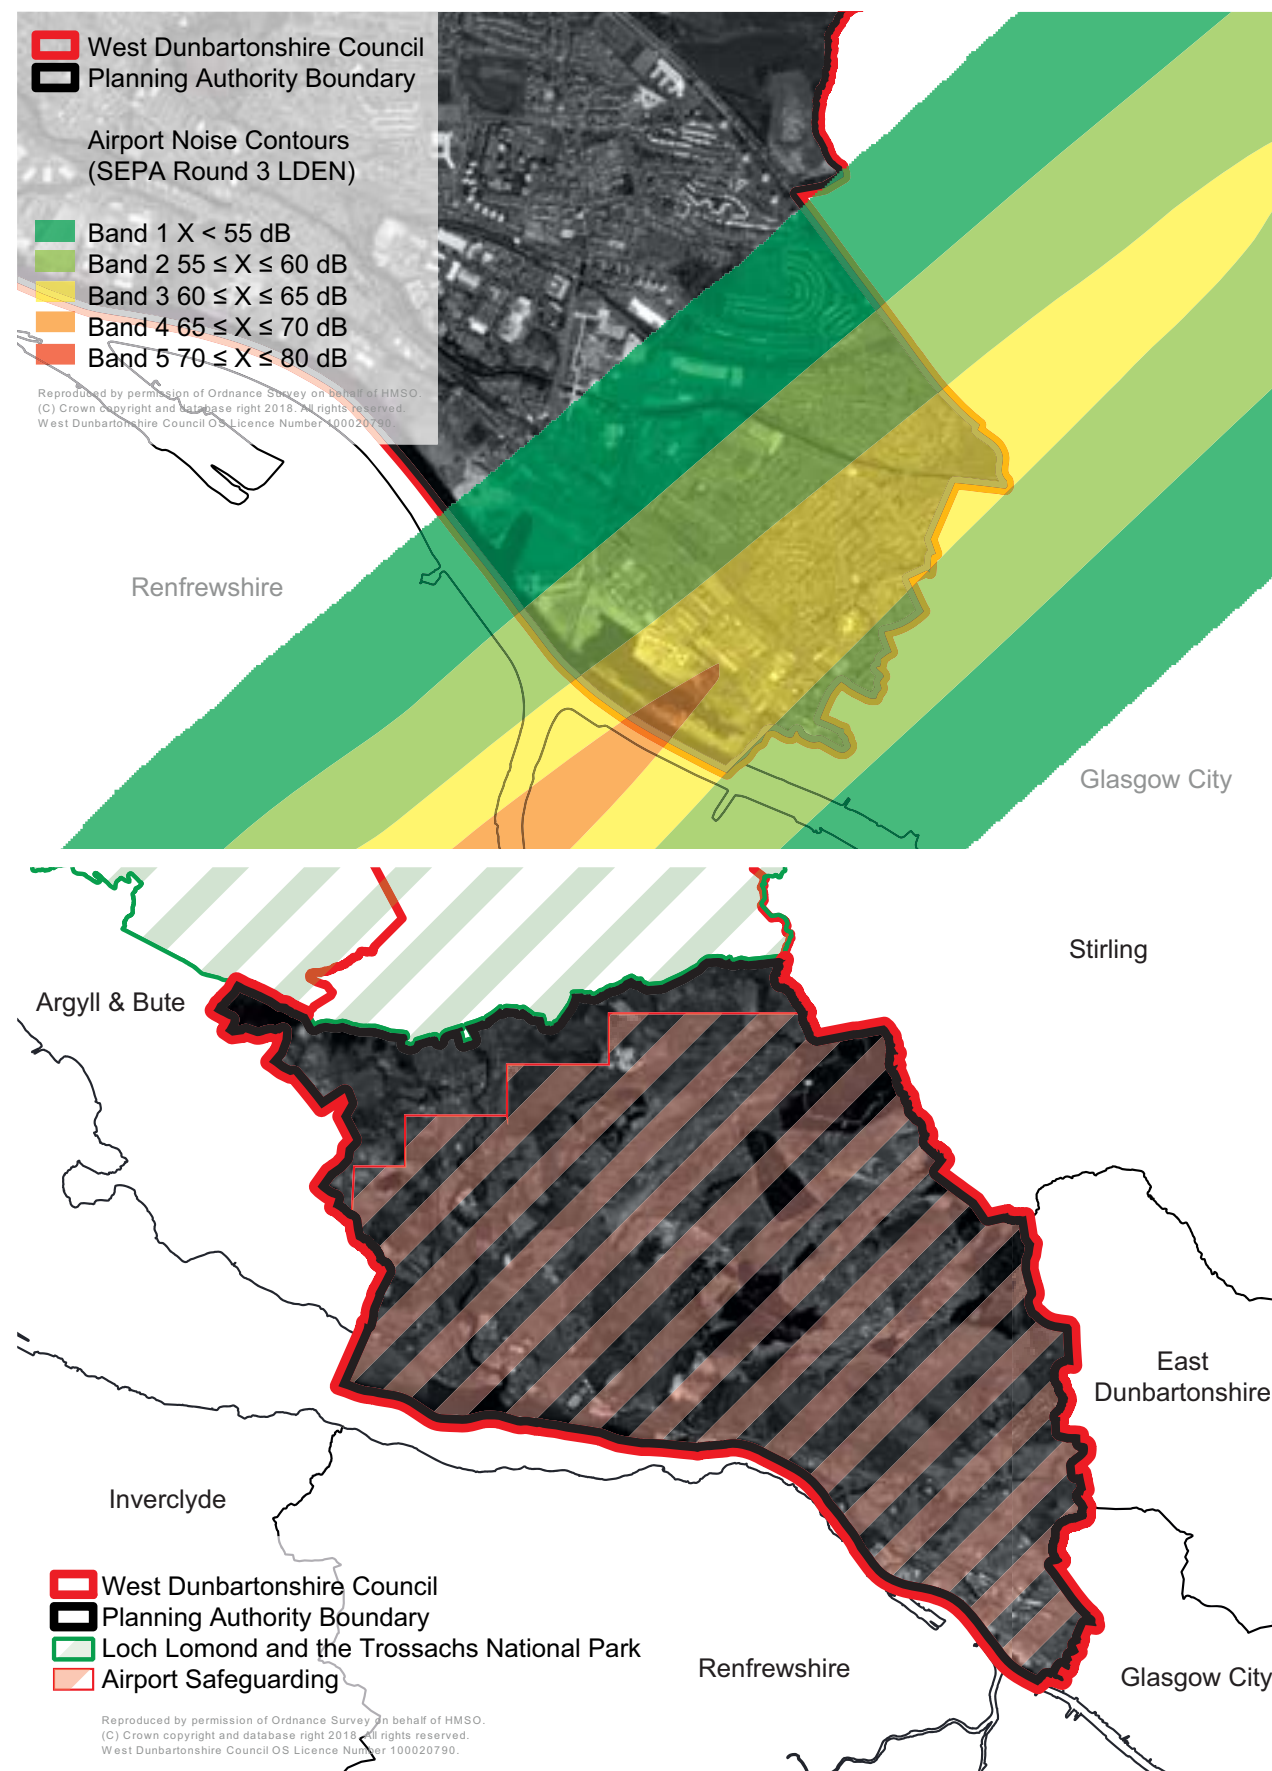 West Dunbartonshire Council
Planning Authority Boundary
Airport Noise Contours
(SEPA Round 3 LDEN)
Band 1 X < 55 dB
Band 2 55 ≤ X ≤ 60 dB
Band 3 60 ≤ X ≤ 65 dB
Band 4 65 ≤ X ≤ 70 dB
Band 5 70 ≤ X ≤ 80 dB
Reproduced by permission of Ordnance Survey on behalf of HMSO.
(C) Crown copyright and database right 2018. All rights reserved.
West Dunbartonshire Council OS Licence Number 100020790.
Renfrewshire
Glasgow City
Stirling
Argyll & Bute
East
Dunbartonshire
Inverclyde
West Dunbartonshire Council
Planning Authority Boundary
Loch Lomond and the Trossachs National Park
Airport Safeguarding
Renfrewshire
Glasgow City
Reproduced by permission of Ordnance Survey on behalf of HMSO.
(C) Crown copyright and database right 2018. All rights reserved.
West Dunbartonshire Council OS Licence Number 100020790.